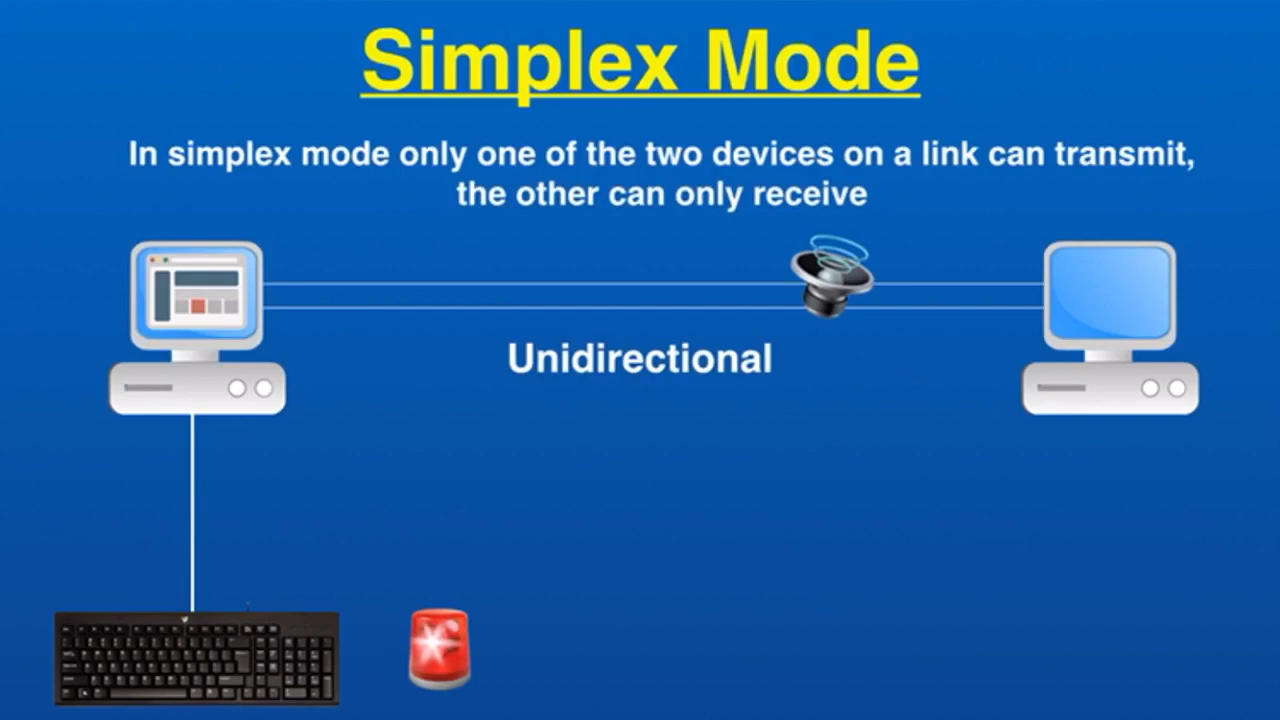 Simplex Mode
In simplex mode only one of the two devices on a link can transmit,
the other can only receive
Unidirectional